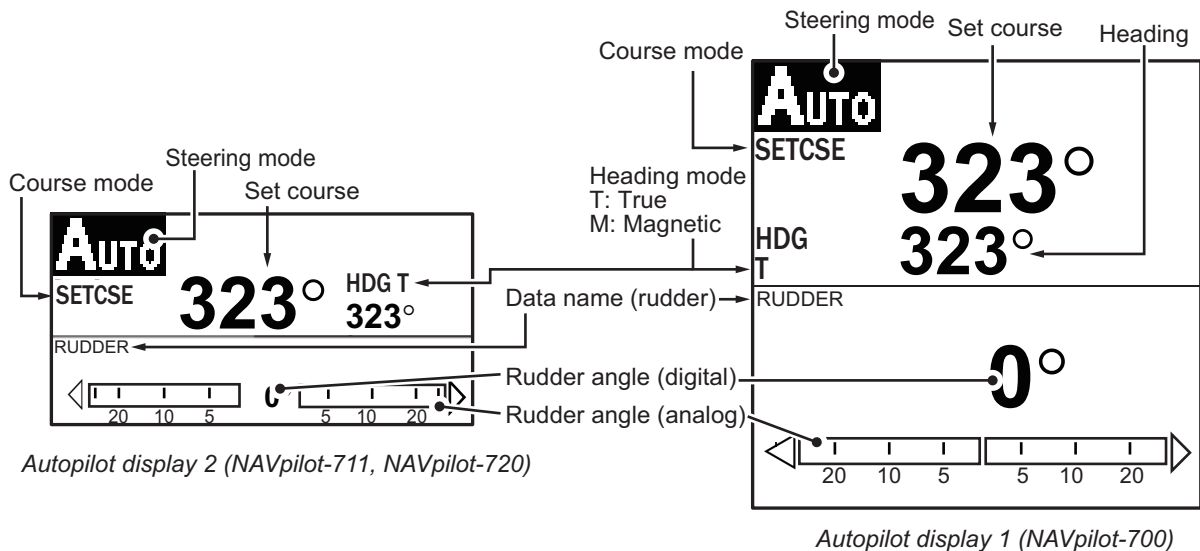 Course mode
Steering mode
Set course
AUTO
SETCSE
323°
HDG T
323°
RUDDER
0°
20 10 5
5 10 20
Autopilot display 2 (NAVpilot-711, NAVpilot-720)
Heading mode
T: True
M: Magnetic
Data name (rudder)
Rudder angle (digital)
Rudder angle (analog)
Course mode
Steering mode
Set course
Heading
AUTO
SETCSE
323°
HDG
T
323°
RUDDER
0°
20 10 5
5 10 20
Autopilot display 1 (NAVpilot-700)